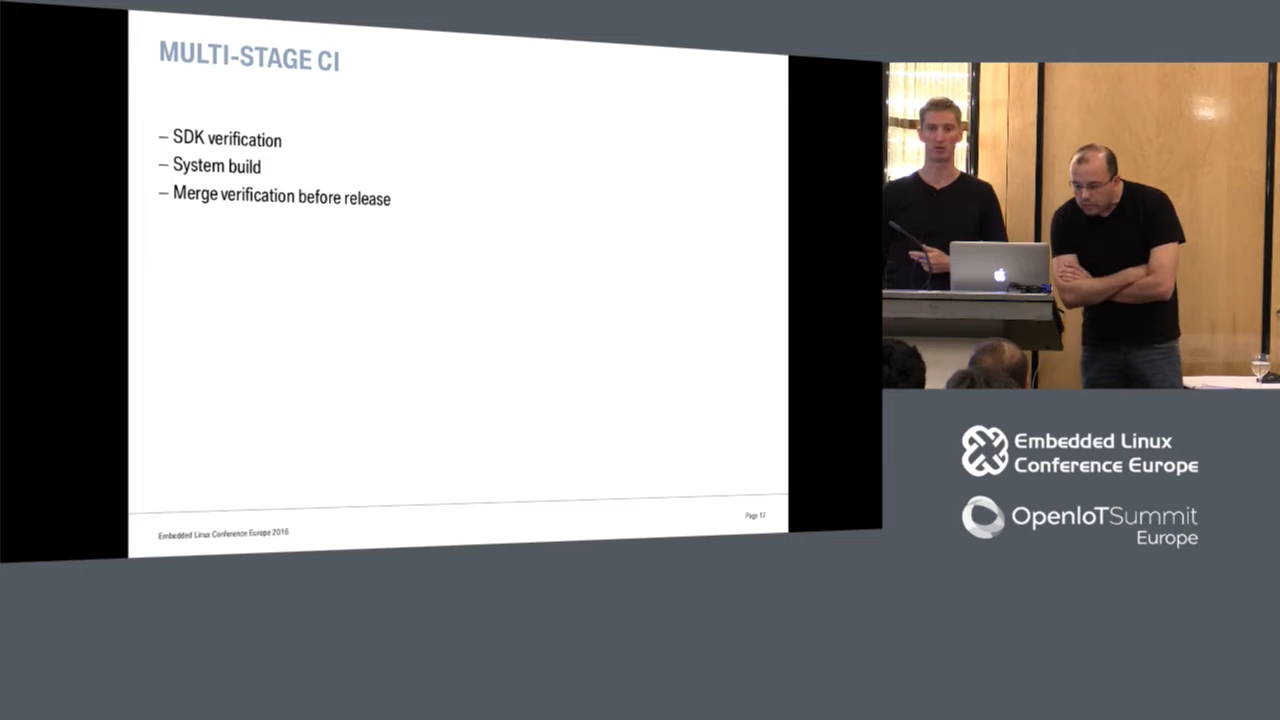 MULTI-STAGE CI
– SDK verification
– System build
– Merge verification before release
Embedded Linux Conference Europe 2016
Page 17
Embedded Linux
Conference Europe
OpenIoTSummit
Europe